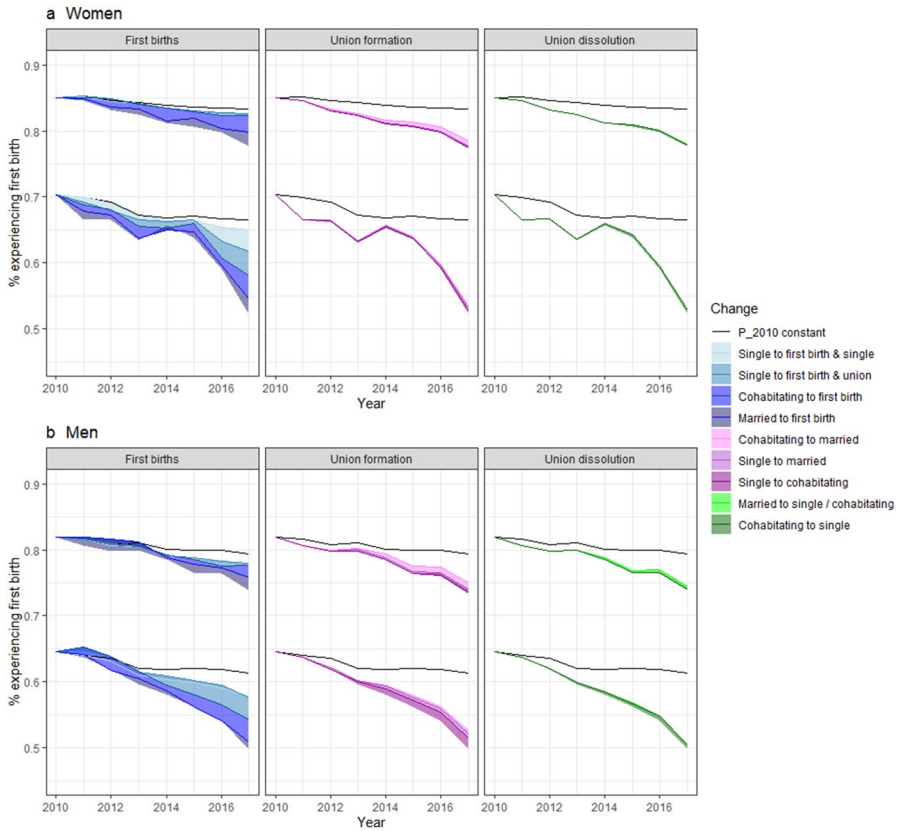 a Women
First births
Union formation
Union dissolution
% experiencing first birth
0.9
0.8
0.7
0.6
0.5
2010 2012 2014 2016
2010 2012 2014 2016
2010 2012 2014 2016
Year
b Men
First births
Union formation
Union dissolution
% experiencing first birth
0.9
0.8
0.7
0.6
0.5
2010 2012 2014 2016
2010 2012 2014 2016
2010 2012 2014 2016
Year
Change
P_2010 constant
Single to first birth & single
Single to first birth & union
Cohabitating to first birth
Married to first birth
Cohabitating to married
Single to married
Single to cohabitating
Married to single / cohabitating
Cohabitating to single